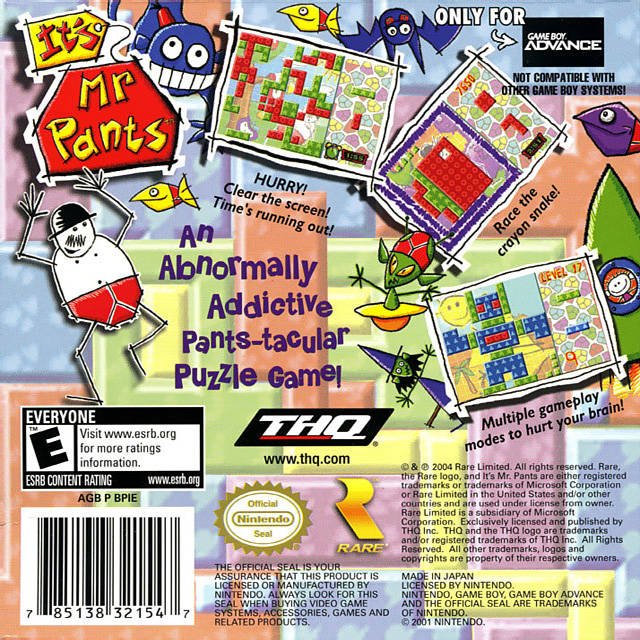 It's
Mr
Pants™
ONLY FOR
GAME BOY
ADVANCE
NOT COMPATIBLE WITH
OTHER GAME BOY SYSTEMS!
HURRY!
Clear the screen!
Time's running out!
7650
Race the
crayon snake!
An
Abnormally
Addictive
Pants-tacular
Puzzle Game!
LEVEL 17
Multiple gameplay
modes to hurt your brain!
EVERYONE
E™
Visit www.esrb.org
for more ratings
information.
ESRB CONTENT RATING www.esrb.org
AGB P BPIE
THQ®
www.thq.com
Official
Nintendo
Seal
RARE
THE OFFICIAL SEAL IS YOUR
ASSURANCE THAT THIS PRODUCT IS
LICENSED OR MANUFACTURED BY
NINTENDO. ALWAYS LOOK FOR THIS
SEAL WHEN BUYING VIDEO GAME
SYSTEMS, ACCESSORIES, GAMES AND
RELATED PRODUCTS.
© & ℗ 2004 Rare Limited. All rights reserved. Rare,
the Rare logo, and It's Mr. Pants are either registered
trademarks or trademarks of Microsoft Corporation
or Rare Limited in the United States and/or other
countries and are used under license from owner.
Rare Limited is a subsidiary of Microsoft
Corporation. Exclusively licensed and published by
THQ Inc. THQ and the THQ logo are trademarks
and/or registered trademarks of THQ Inc. All Rights
Reserved. All other trademarks, logos and
copyrights are property of their respective owners.
MADE IN JAPAN
LICENSED BY NINTENDO.
NINTENDO, GAME BOY, GAME BOY ADVANCE
AND THE OFFICIAL SEAL ARE TRADEMARKS
OF NINTENDO.
© 2001 NINTENDO.
7 85138 32154 7